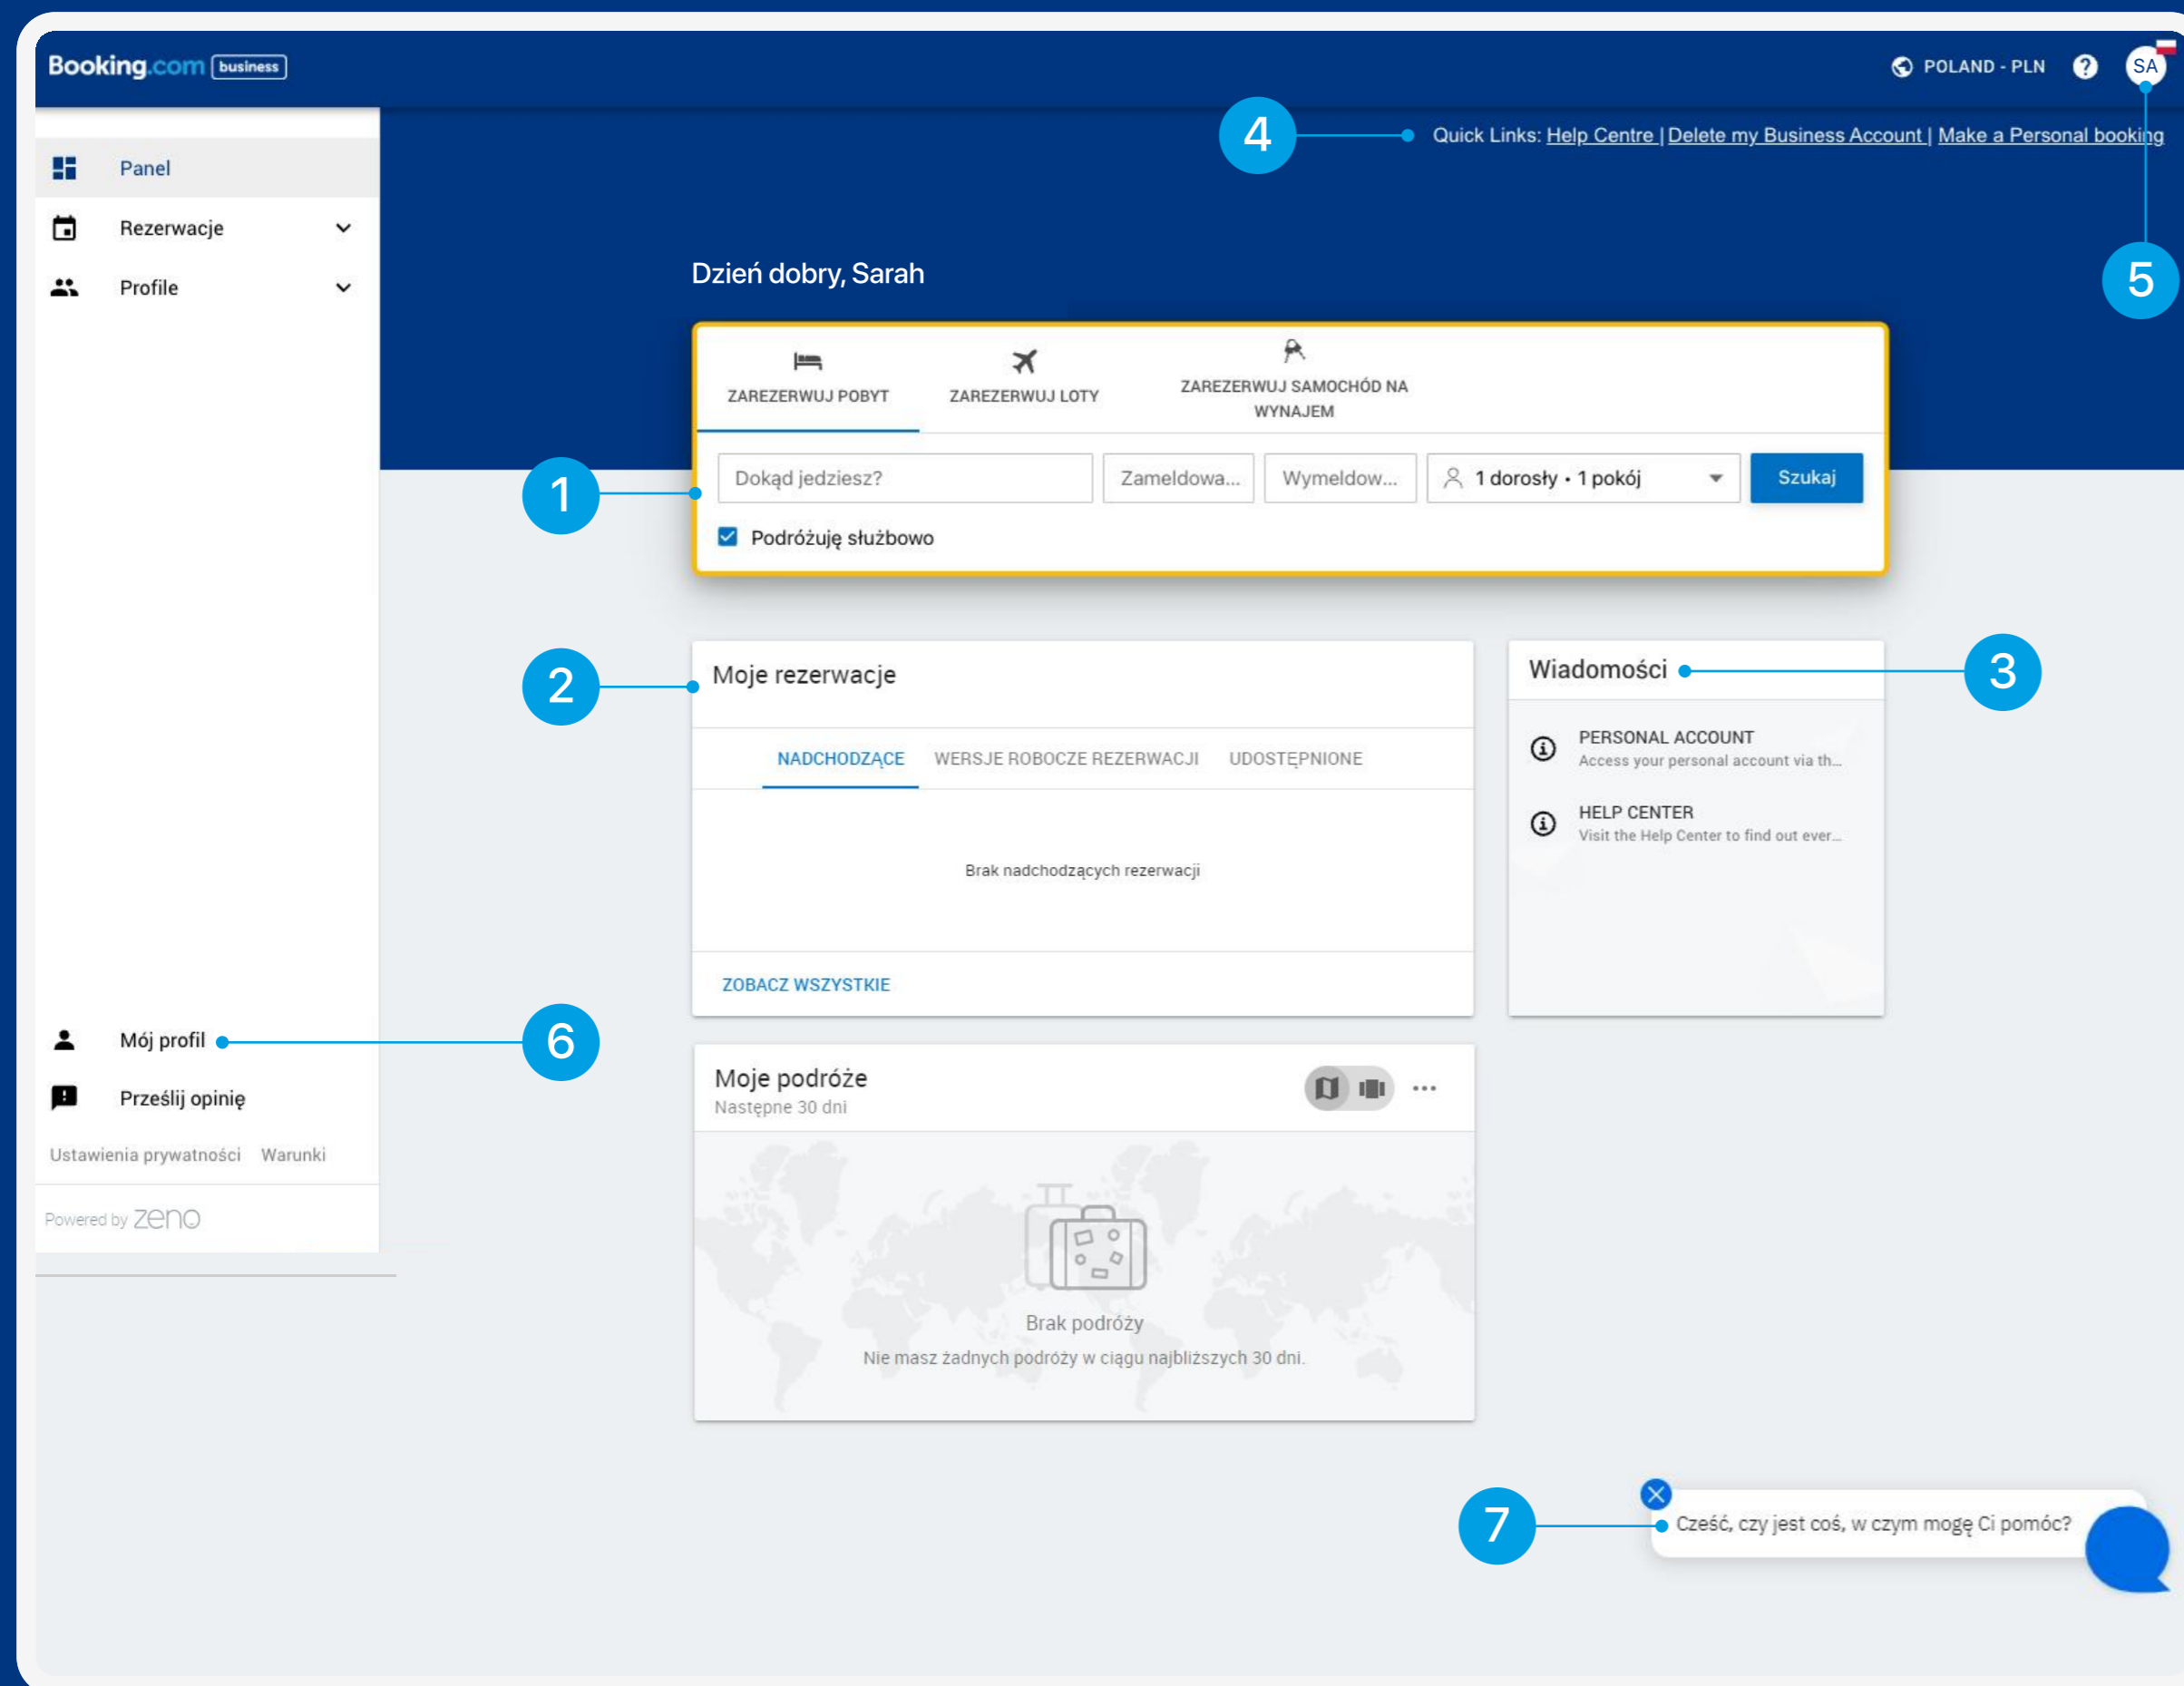 Booking.com business
POLAND - PLN ? SA
4 Quick Links: Help Centre | Delete my Business Account | Make a Personal booking
Panel
Rezerwacje
Profile
5
Dzień dobry, Sarah
ZAREZERWUJ POBYT
ZAREZERWUJ LOTY
ZAREZERWUJ SAMOCHÓD NA
WYNAJEM
1
Dokąd jedziesz? Zameldowa... Wymeldow... 1 dorosły • 1 pokój Szukaj
Podróżuję służbowo
2
Moje rezerwacje
NADCHODZĄCE WERSJE ROBOCZE REZERWACJI UDOSTĘPNIONE
Brak nadchodzących rezerwacji
ZOBACZ WSZYSTKIE
Wiadomości
3
PERSONAL ACCOUNT
Access your personal account via th...
HELP CENTER
Visit the Help Center to find out ever...
Mój profil
6
Prześlij opinię
Ustawienia prywatności Warunki
Powered by zeno
Moje podróże
Następne 30 dni
Brak podróży
Nie masz żadnych podróży w ciągu najbliższych 30 dni.
7
Cześć, czy jest coś, w czym mogę Ci pomóc?